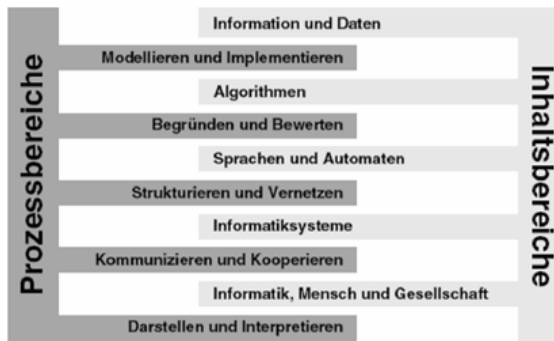 Prozessbereiche
Information und Daten
Modellieren und Implementieren
Algorithmen
Begründen und Bewerten
Sprachen und Automaten
Strukturieren und Vernetzen
Informatiksysteme
Kommunizieren und Kooperieren
Informatik, Mensch und Gesellschaft
Darstellen und Interpretieren
Inhaltsbereiche